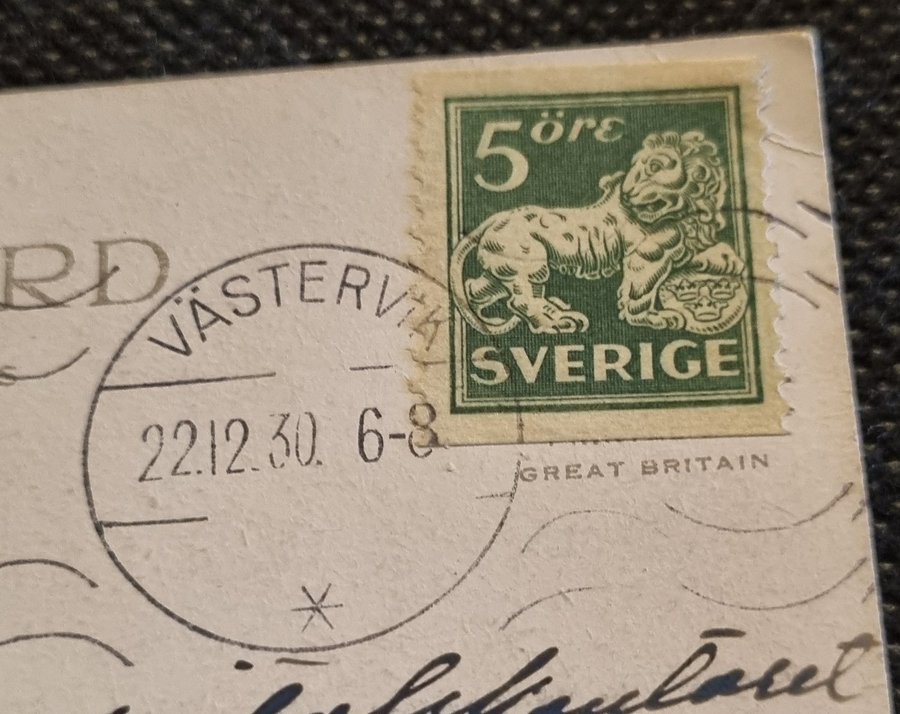 5 öre
RD
VÄSTERVIK
SVERIGE
22.12.30. 6-8
GREAT BRITAIN